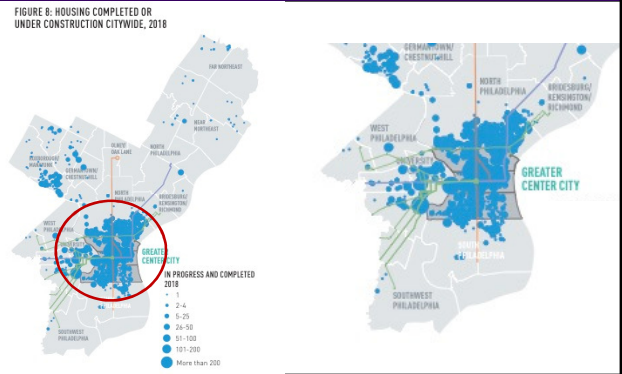 FIGURE 8: HOUSING COMPLETED OR
UNDER CONSTRUCTION CITYWIDE, 2018
FAR NORTHEAST
NEAR
NORTHEAST
OLNEY/
OAK LANE
NORTH
PHILADELPHIA
GERMANTOWN/
CHESTNUT HILL
NORTH
PHILADELPHIA
BRIDESBURG/
KENSINGTON/
RICHMOND
WEST
PHILADELPHIA
UNIVERSITY
GREATER
CENTER CITY
SOUTHWEST
PHILADELPHIA
IN PROGRESS AND COMPLETED
2018
1
2-4
5-25
26-50
51-100
101-200
More than 200
GERMANTOWN/
CHESTNUT HILL
NORTH
PHILADELPHIA
BRIDESBURG/
KENSINGTON/
RICHMOND
WEST
PHILADELPHIA
UNIVERSITY
GREATER
CENTER CITY
SOUTH
PHILADELPHIA
SOUTHWEST
PHILADELPHIA